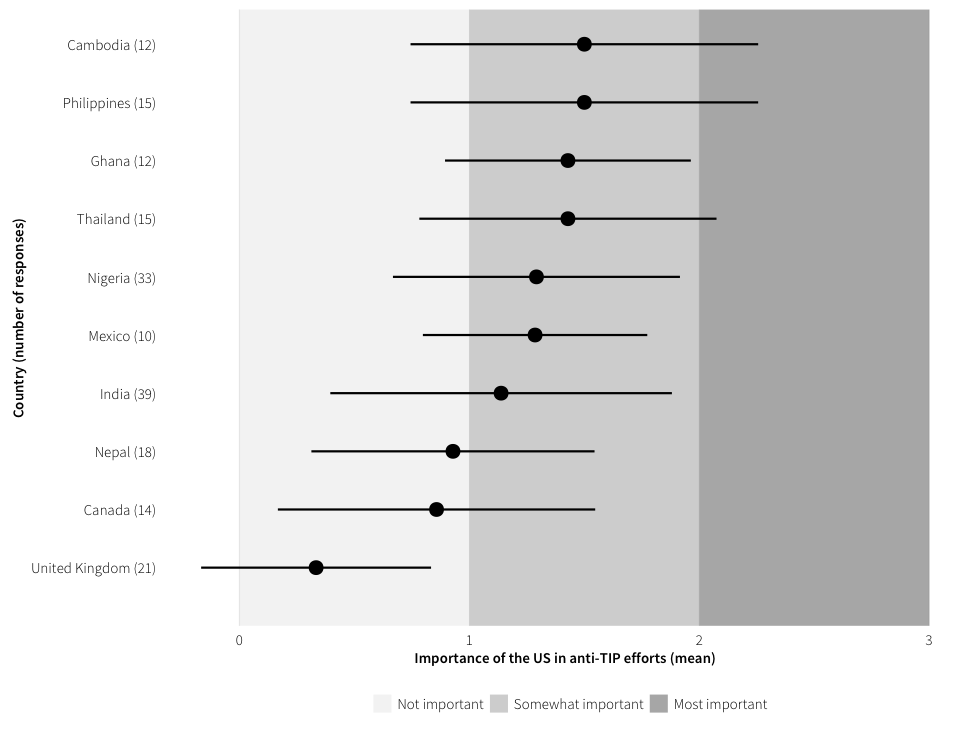 Country (number of responses)
Cambodia (12)
Philippines (15)
Ghana (12)
Thailand (15)
Nigeria (33)
Mexico (10)
India (39)
Nepal (18)
Canada (14)
United Kingdom (21)
0 1 2 3
Importance of the US in anti-TIP efforts (mean)
Not important Somewhat important Most important